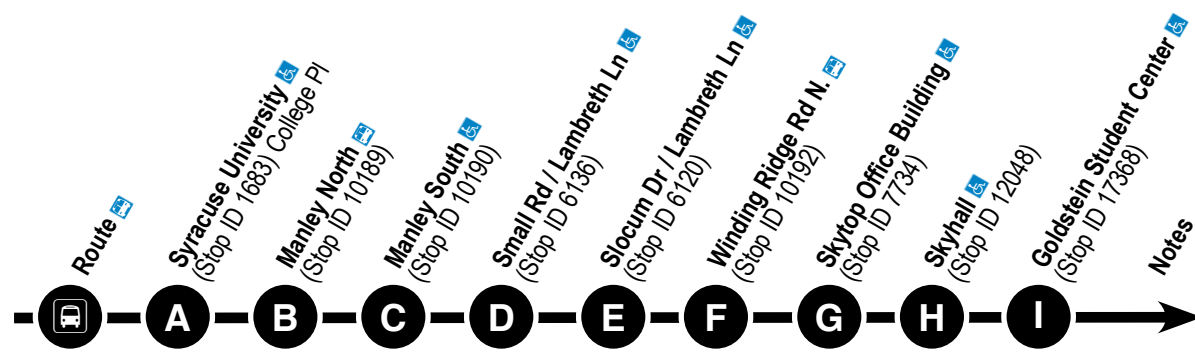 Route
Syracuse University
(Stop ID 1683) College Pl
Manley North
(Stop ID 10189)
Manley South
(Stop ID 10190)
Small Rd / Lambreth Ln
(Stop ID 6136)
Slocum Dr / Lambreth Ln
(Stop ID 6120)
Winding Ridge Rd N.
(Stop ID 10192)
Skytop Office Building
(Stop ID 7734)
Skyhall
(Stop ID 12048)
Goldstein Student Center
(Stop ID 17368)
Notes
A B C D E F G H I